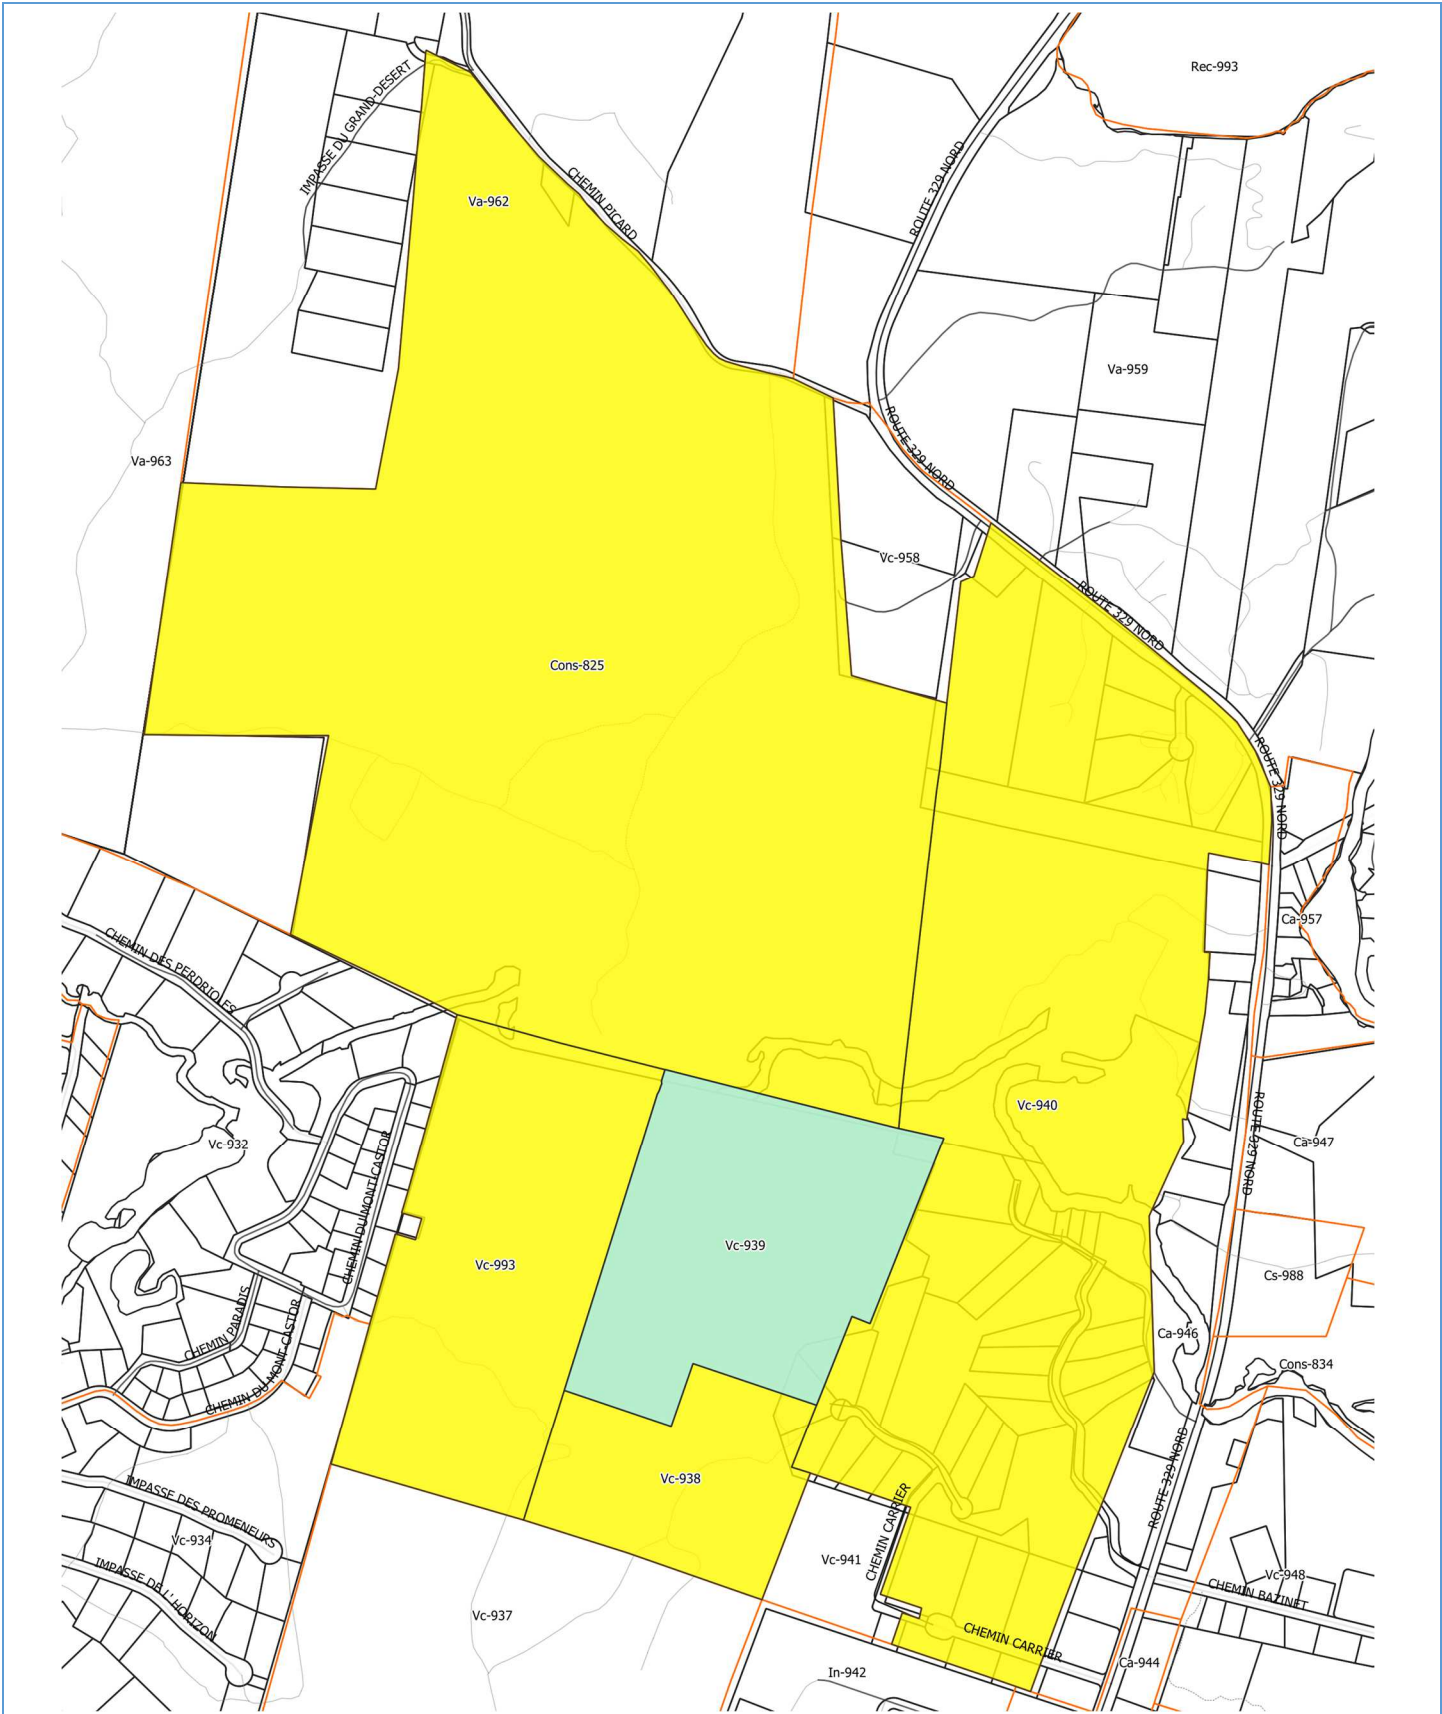 Rec-993
IMPASSE DU GRAND-DESERT
ROUTE 329 NORD
CHEMIN PICARD
Va-962
Va-959
ROUTE 329 NORD
Va-963
Vc-958
ROUTE 329 NORD
Cons-825
ROUTE 329 NORD
Ca-957
CHEMIN DES PERDRIOLES
Vc-940
ROUTE 329 NORD
Ca-947
Vc-932
CHEMIN DU MONT-CASTOR
Vc-939
Vc-993
Cs-988
CHEMIN PARADIS
CHEMIN DU MONT-CASTOR
Ca-946
Cons-834
Vc-938
ROUTE 329 NORD
IMPASSE DES PROMENEURS
Vc-934
CHEMIN CARRIER
Vc-941
Vc-948
CHEMIN BAZINET
IMPASSE DE L' HORIZON
Vc-937
CHEMIN CARRIER
Ca-944
In-942